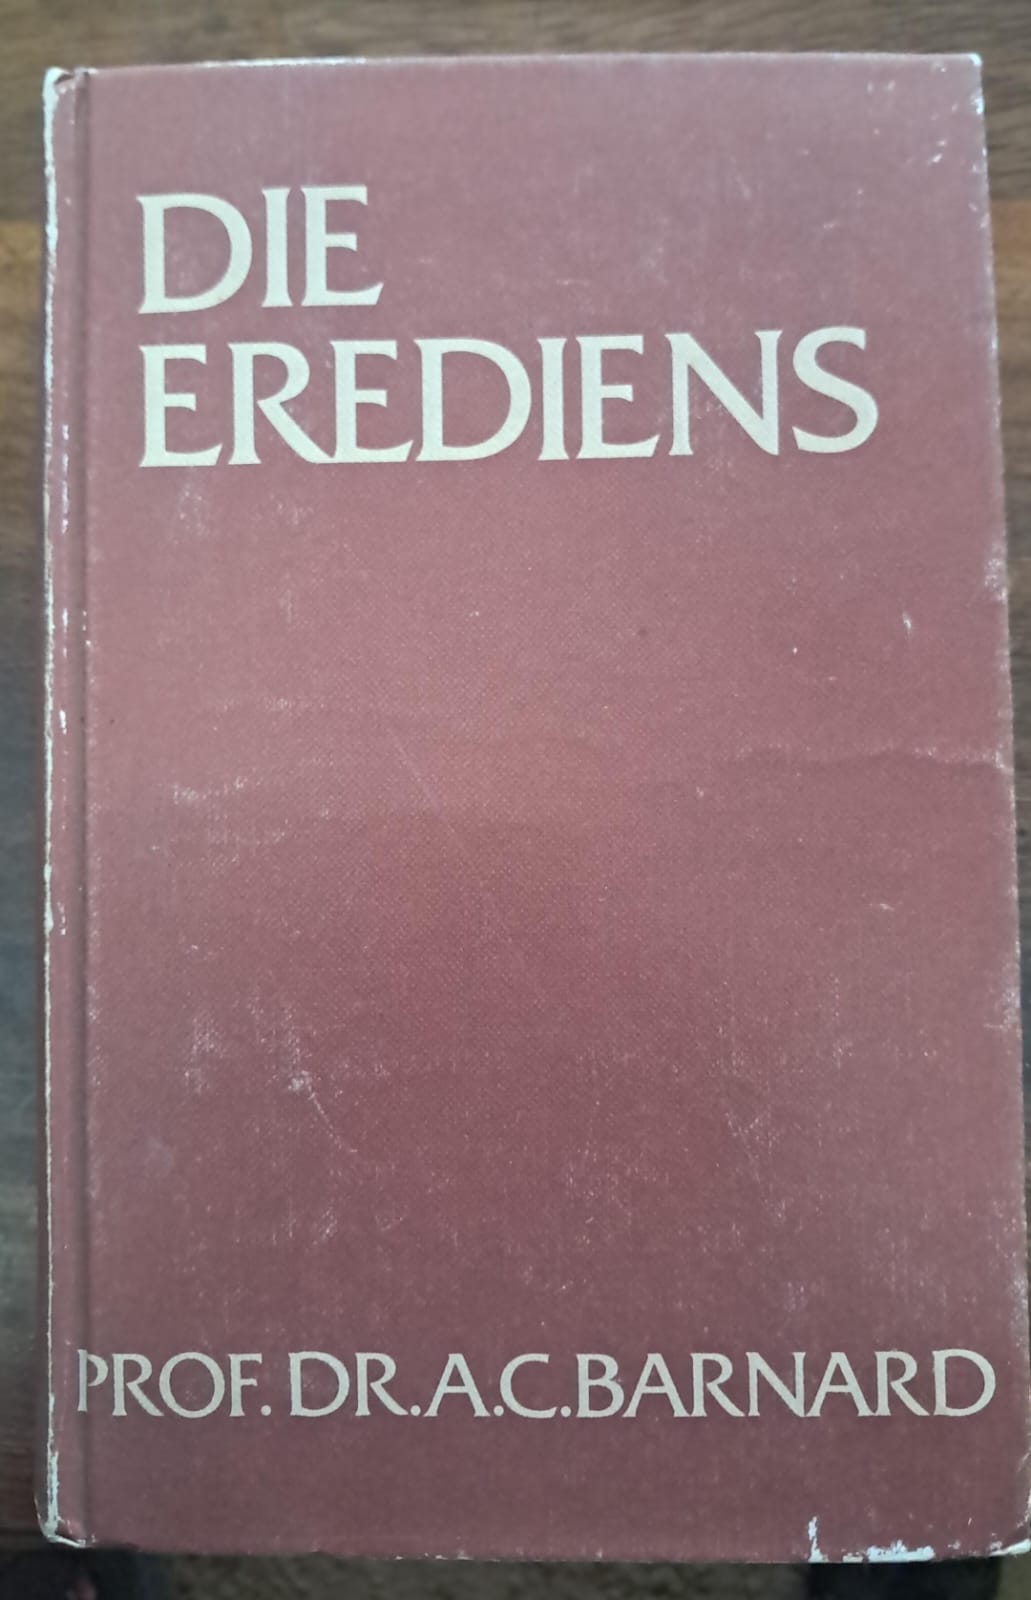 DIE
EREDIENS
PROF. DR. A.C. BARNARD